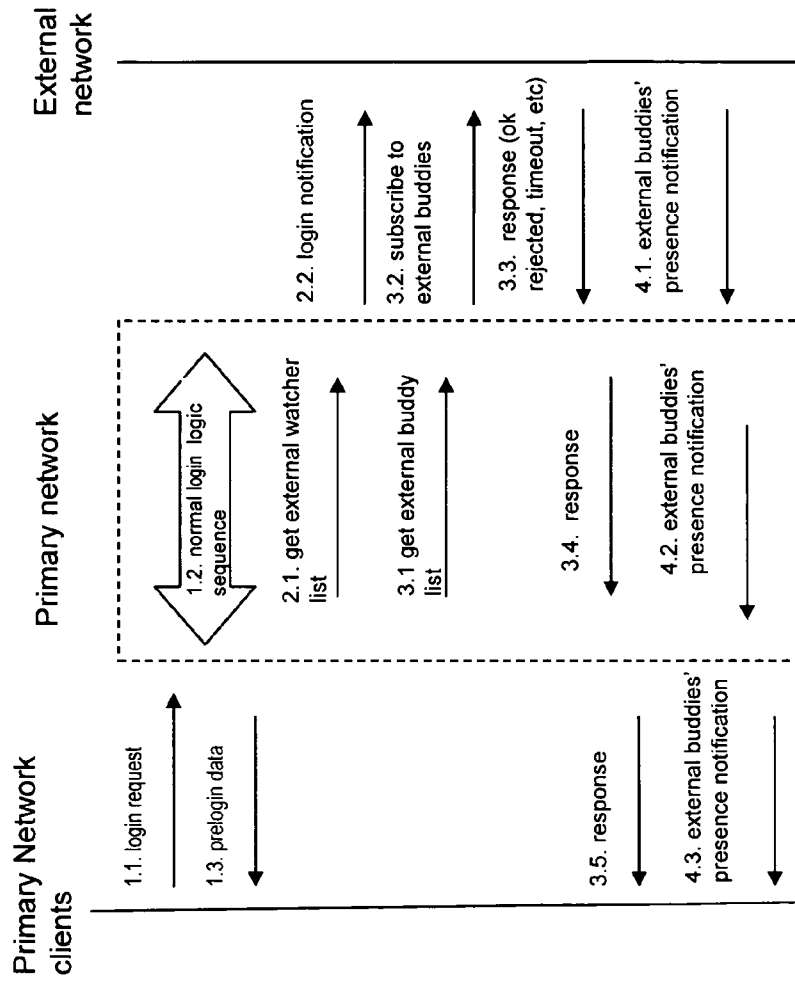 Primary Network
clients
Primary network
External
network
1.1. login request
1.2. normal login logic
sequence
1.3. prelogin data
2.1. get external watcher
list
2.2. login notification
3.1 get external buddy
list
3.2. subscribe to
external buddies
3.3. response (ok
rejected, timeout, etc)
3.4. response
3.5. response
4.1. external buddies'
presence notification
4.2. external buddies'
presence notification
4.3. external buddies'
presence notification